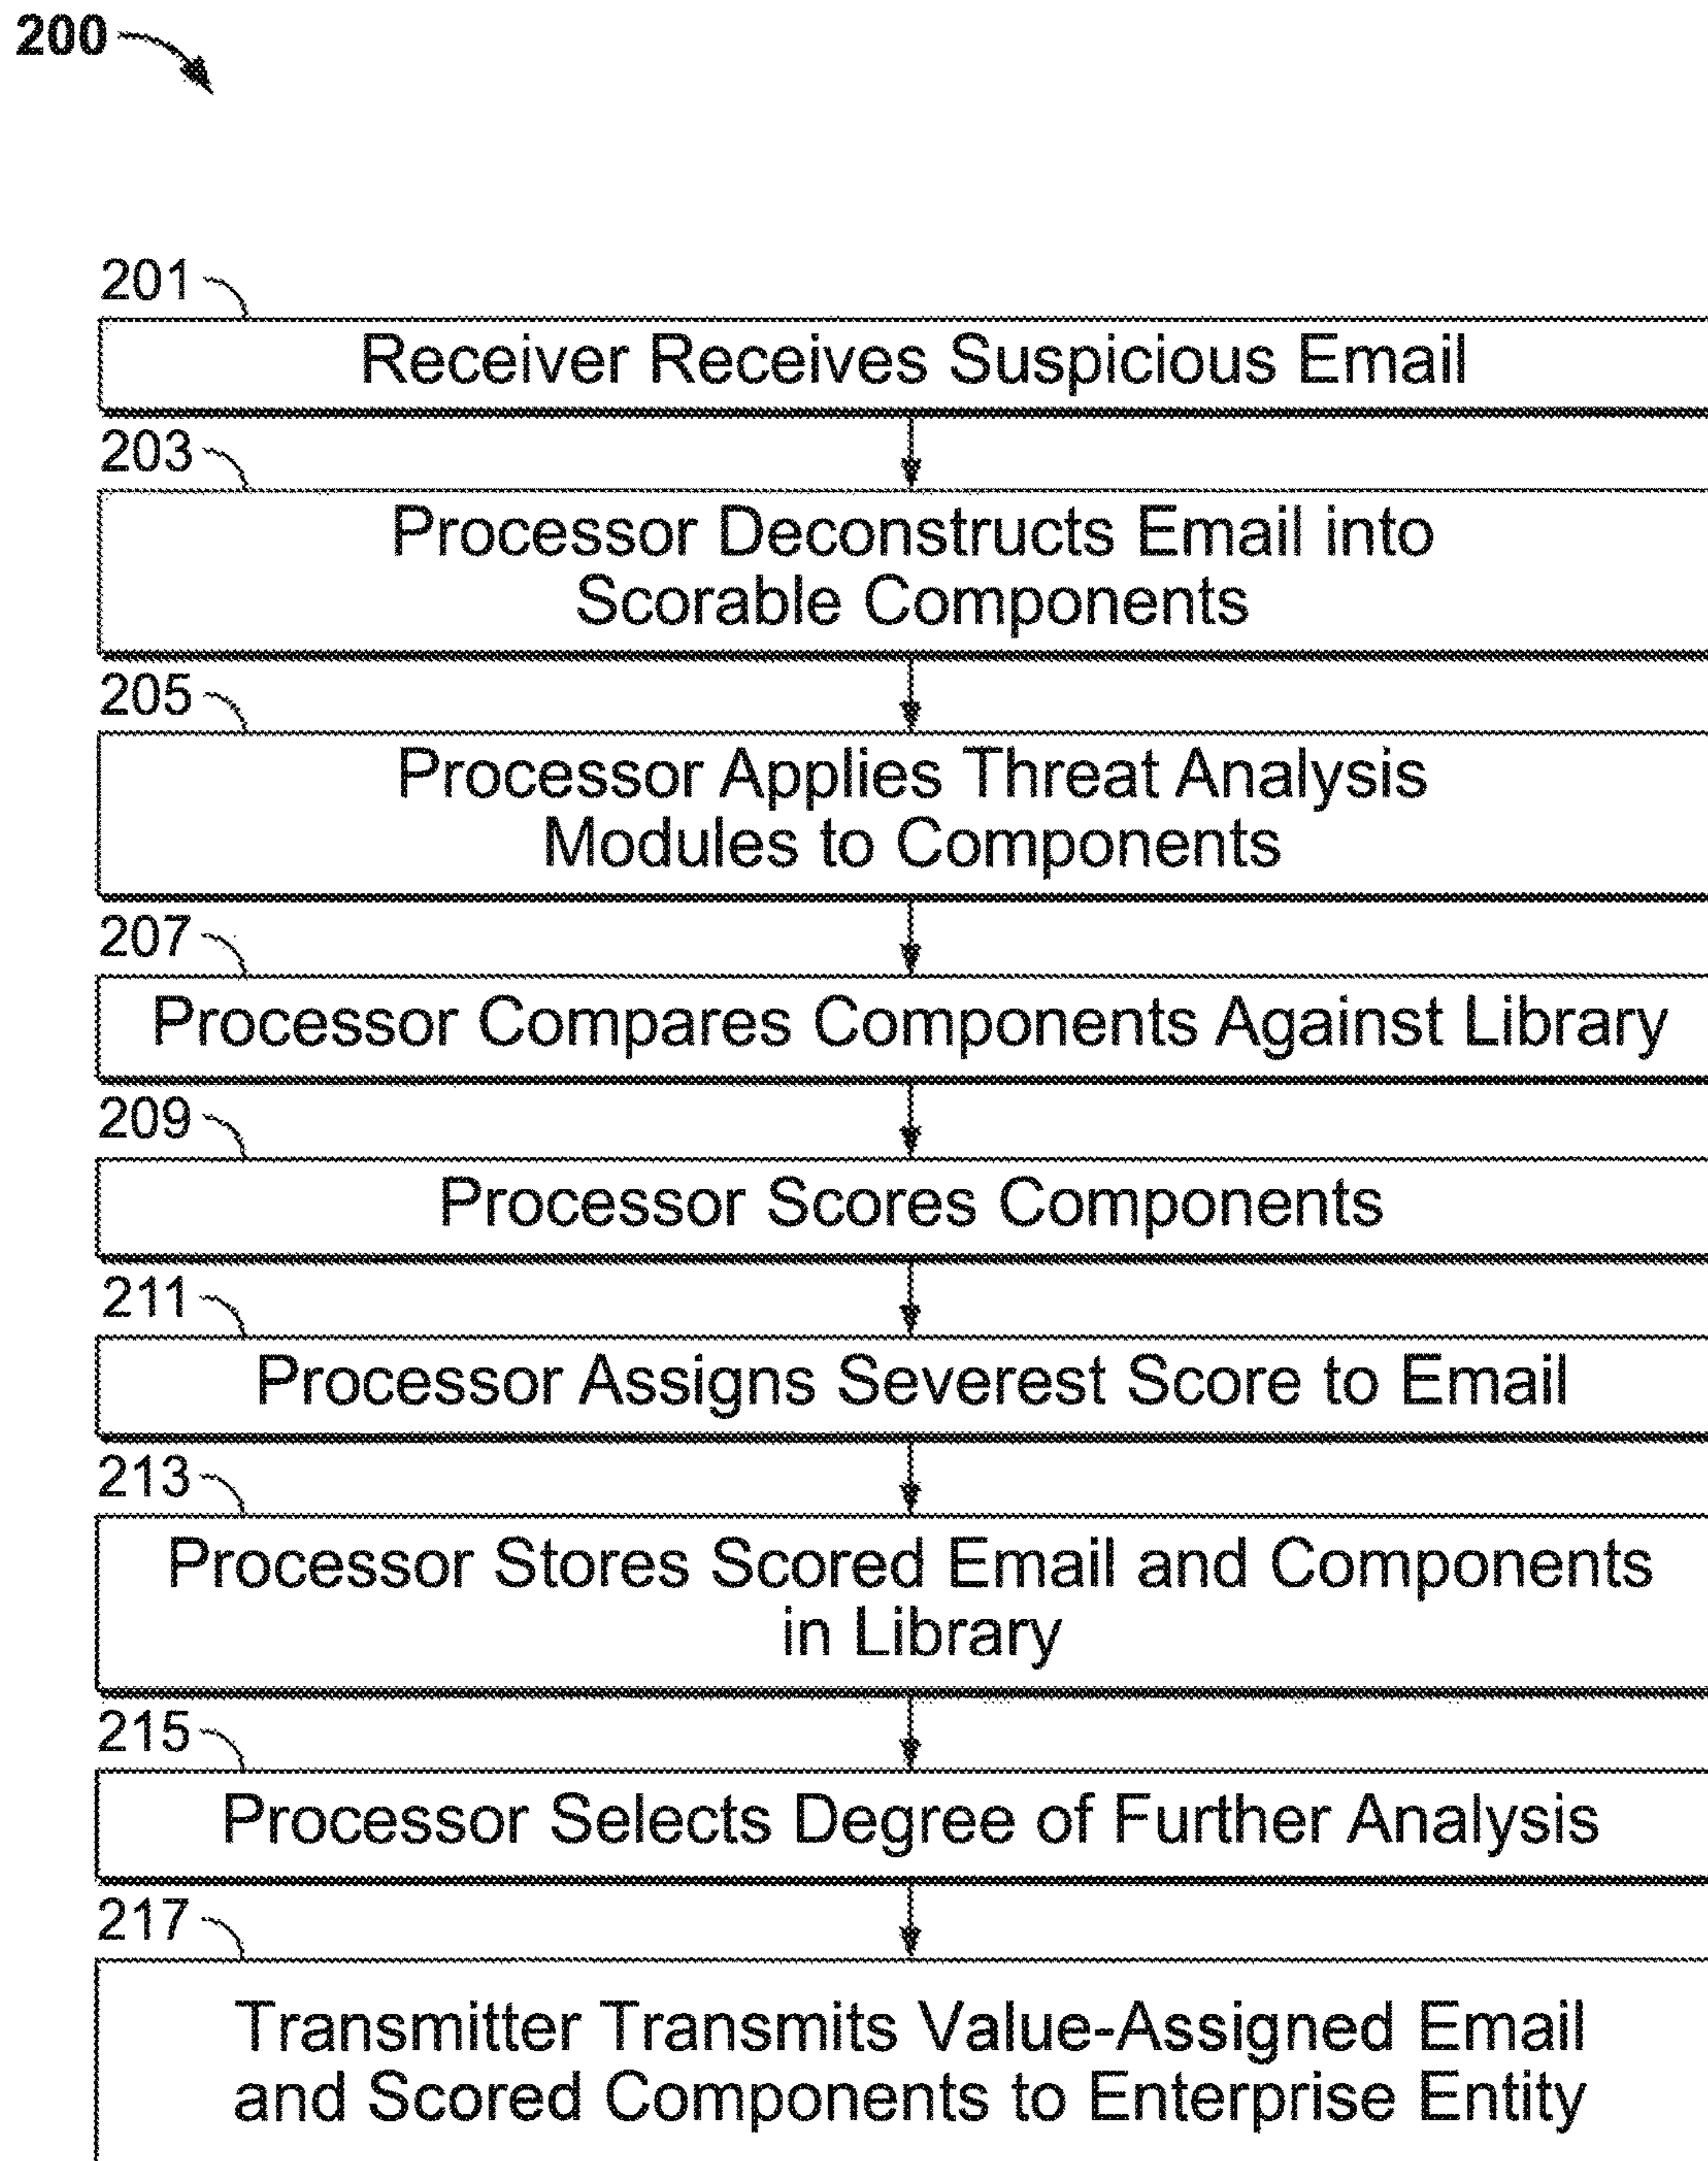 200
201
Receiver Receives Suspicious Email
203
Processor Deconstructs Email into
Scorable Components
205
Processor Applies Threat Analysis
Modules to Components
207
Processor Compares Components Against Library
209
Processor Scores Components
211
Processor Assigns Severest Score to Email
213
Processor Stores Scored Email and Components
in Library
215
Processor Selects Degree of Further Analysis
217
Transmitter Transmits Value-Assigned Email
and Scored Components to Enterprise Entity